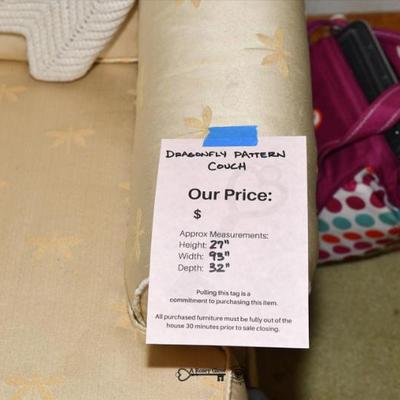 DRAGONFLY PATTERN
COUCH
Our Price:
$
Approx Measurements:
Height: 27"
Width: 93"
Depth: 32"
Pulling this tag is a
commitment to purchasing this item.
All purchased furniture must be fully out of the
house 30 minutes prior to sale closing.